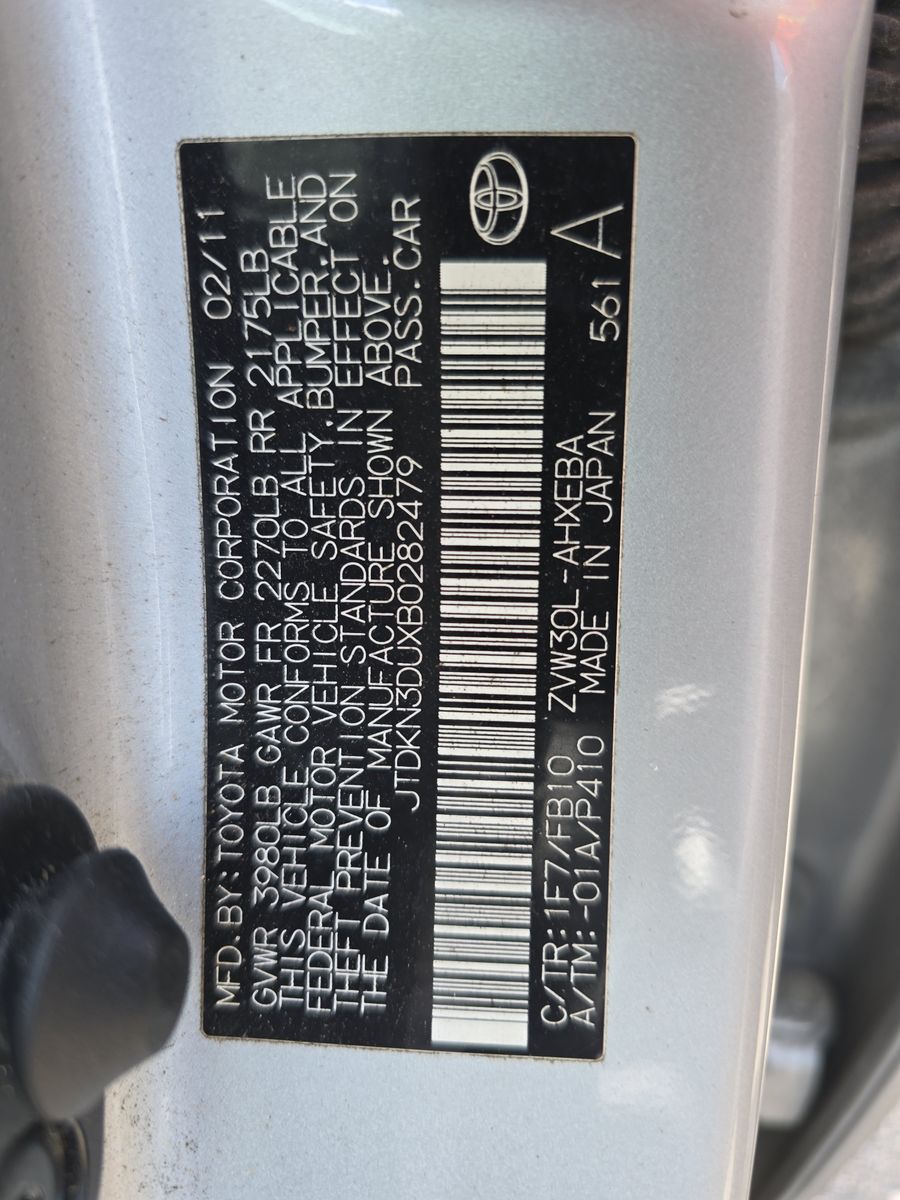 MFD.BY:TOYOTA MOTOR CORPORATION 02/11
GVWR 3980LB GAWR FR 2270LB RR 2175LB
THIS VEHICLE CONFORMS TO ALL APPLICABLE
FEDERAL MOTOR VEHICLE SAFETY,BUMPER,AND
THEFT PREVENTION STANDARDS IN EFFECT ON
THE DATE OF MANUFACTURE SHOWN ABOVE.
JTDKN3DUXB0282479 PASS.CAR
C/TR:1F7/FB10 ZVW30L-AHXEBA
A/TM:-01A/P410 MADE IN JAPAN 561 A